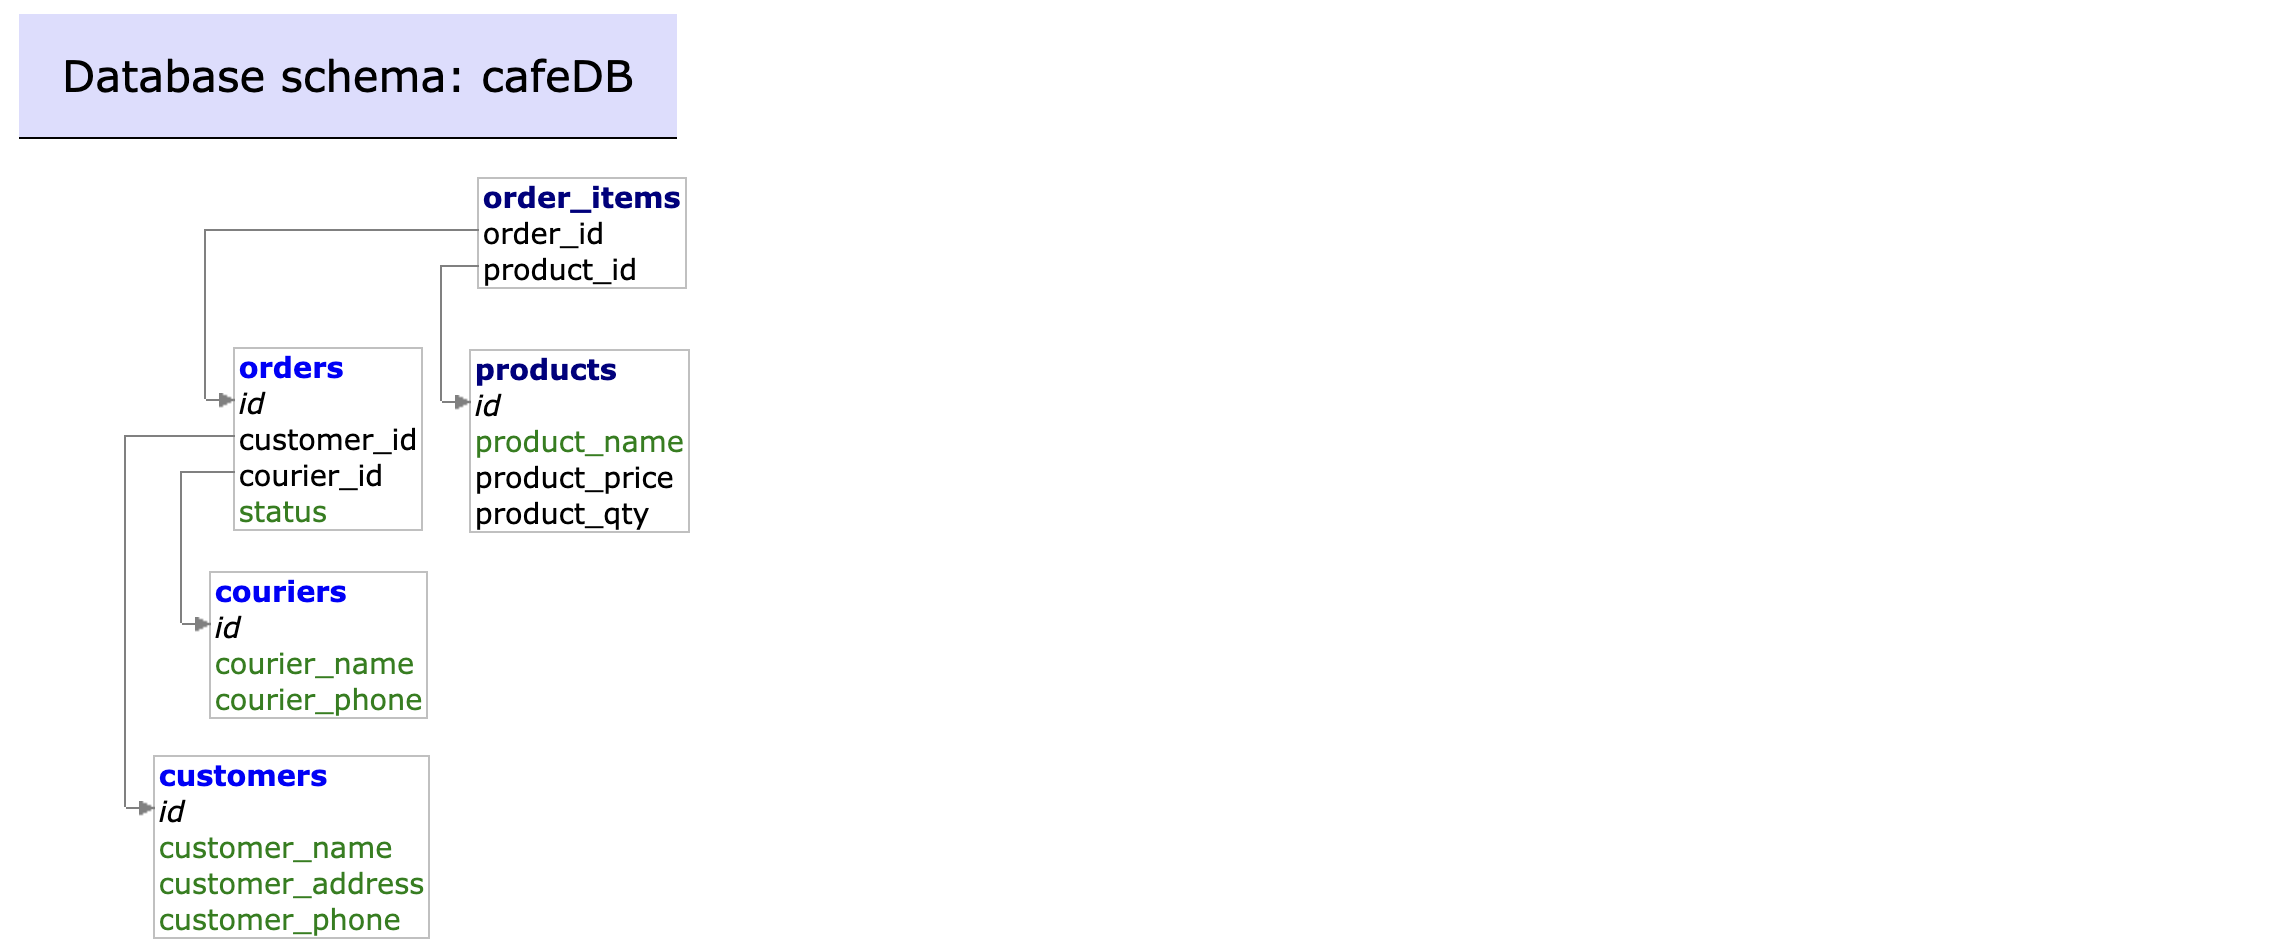 Database schema: cafeDB
order_items
order_id
product_id
orders
id
customer_id
courier_id
status
products
id
product_name
product_price
product_qty
couriers
id
courier_name
courier_phone
customers
id
customer_name
customer_address
customer_phone